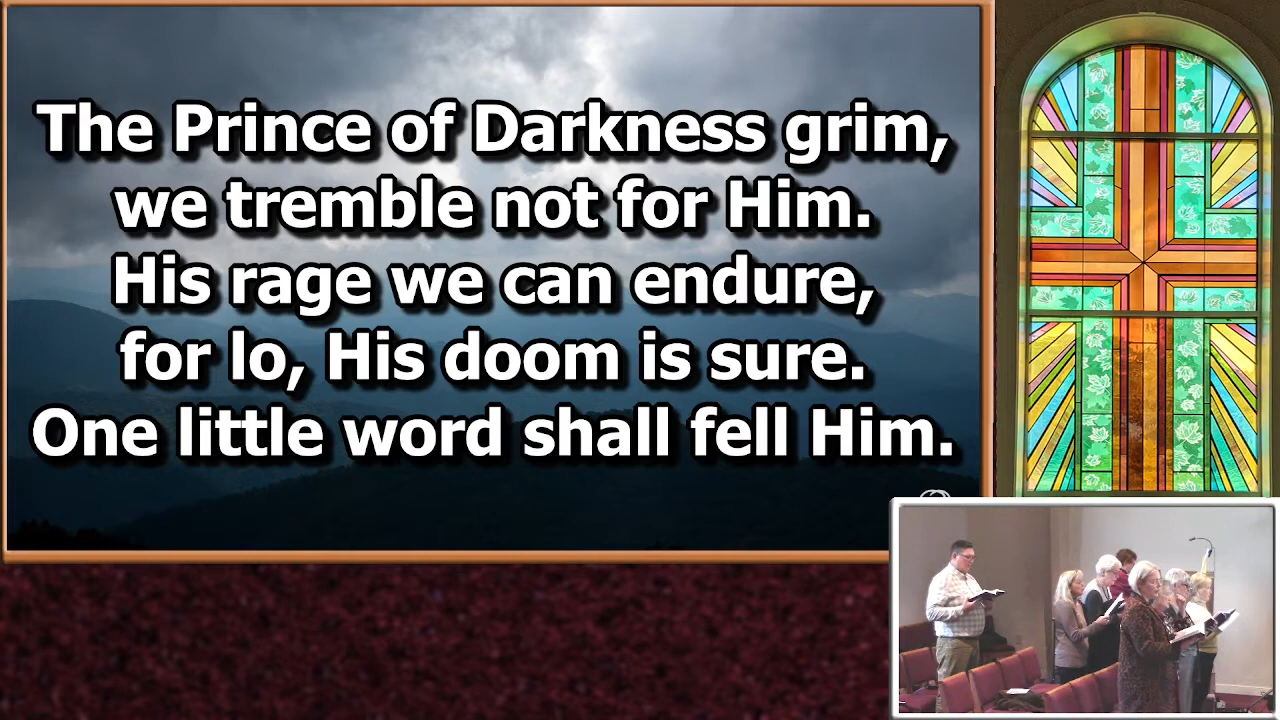 The Prince of Darkness grim,
we tremble not for Him.
His rage we can endure,
for lo, His doom is sure.
One little word shall fell Him.